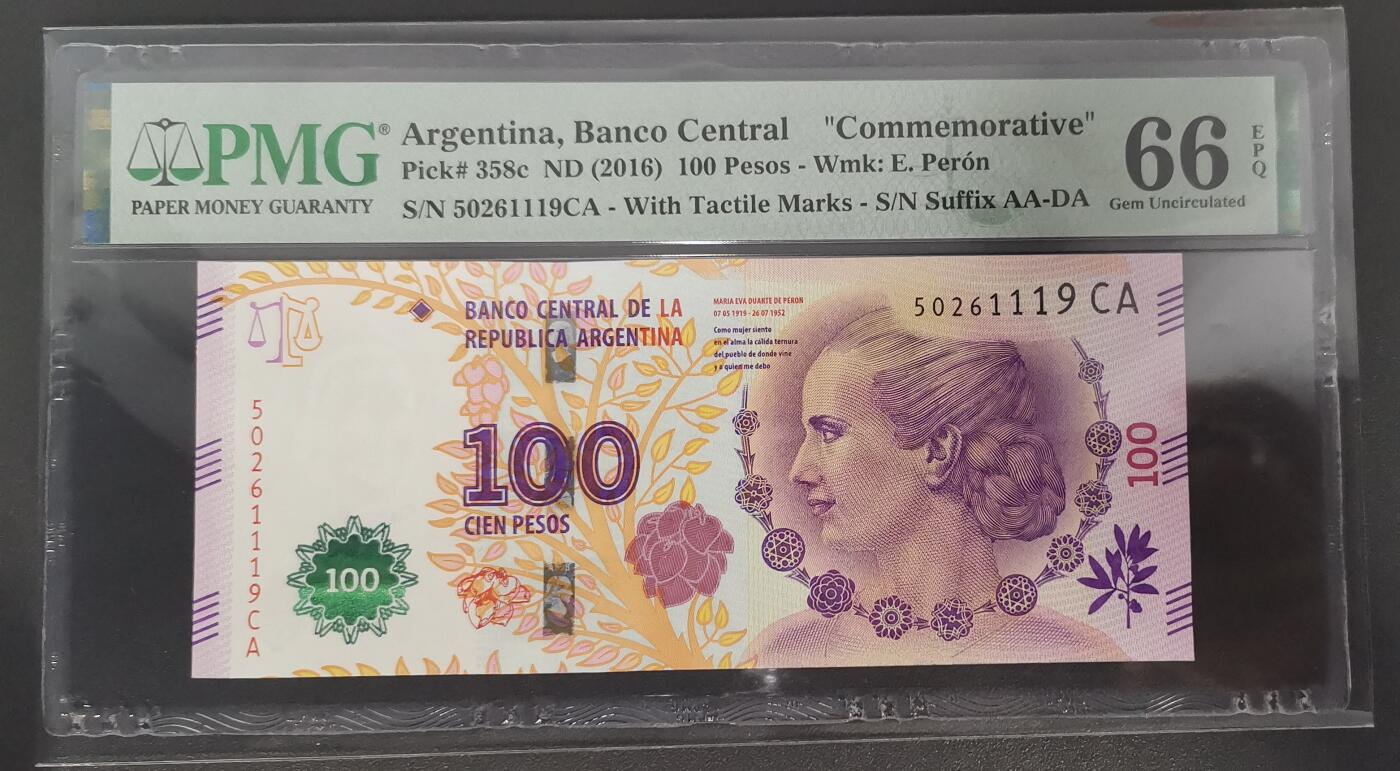 PMG®
PAPER MONEY GUARANTY
Argentina, Banco Central "Commemorative"
Pick# 358c ND (2016) 100 Pesos - Wmk: E. Perón
S/N 50261119CA - With Tactile Marks - S/N Suffix AA-DA
66
EPQ
Gem Uncirculated
BANCO CENTRAL DE LA
REPUBLICA ARGENTINA
MARIA EVA DUARTE DE PERON
07 05 1919 - 26 07 1952
Como mujer siento
en el alma la cálida ternura
del pueblo de donde vine
y a quien me debo
50261119 CA
50261119CA
100
CIEN PESOS
100
100